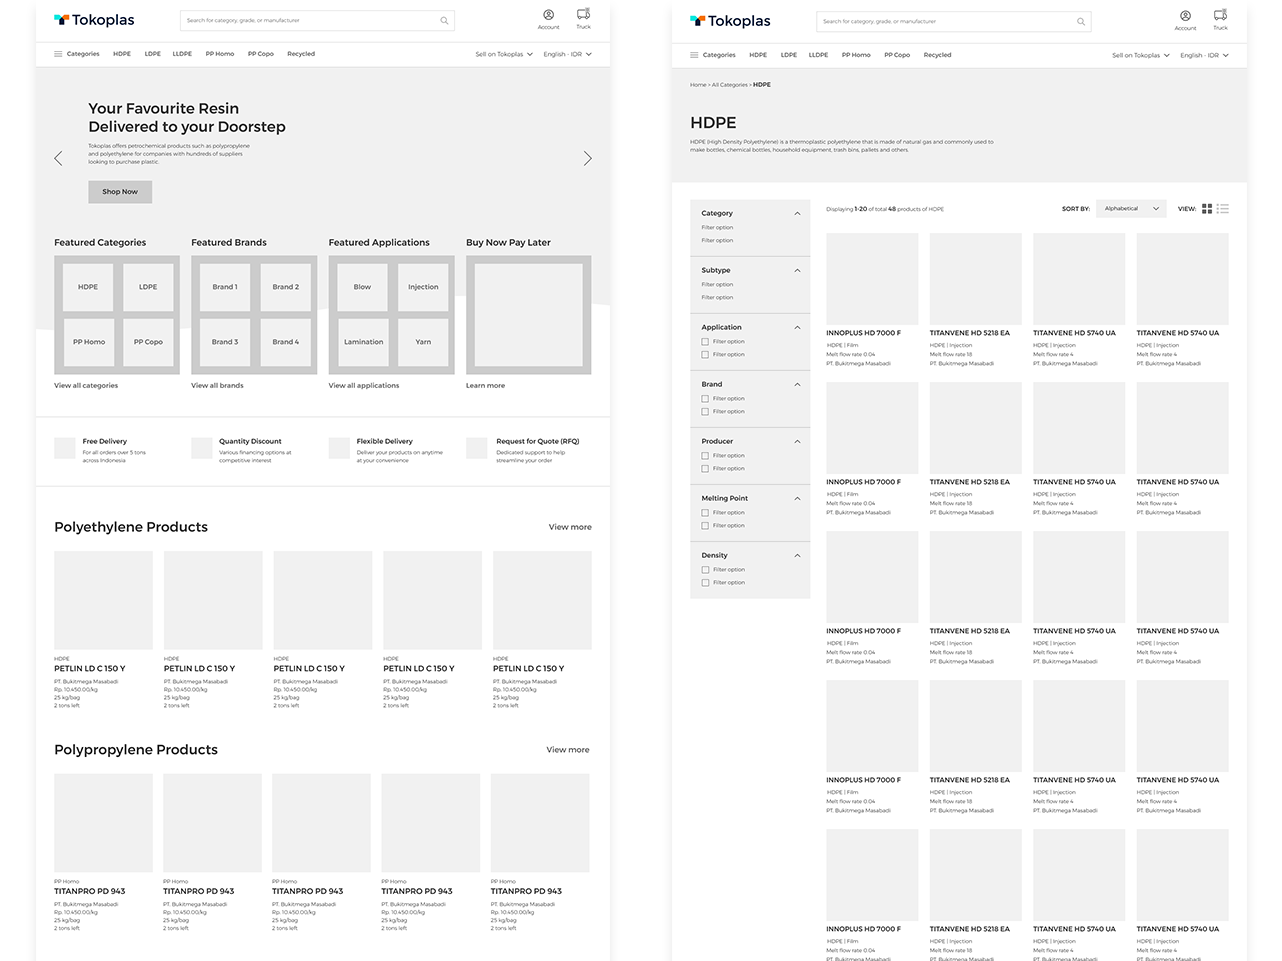 Tokoplas
Search for category, grade, or manufacturer
Account
Truck
Categories HDPE LDPE LLDPE PP Homo PP Copo Recycled
Sell on Tokoplas English - IDR
Your Favourite Resin
Delivered to your Doorstep
Tokoplas offers petrochemical products such as polypropylene
and polyethylene for companies with hundreds of suppliers
looking to purchase plastic.
Shop Now
Featured Categories
HDPE LDPE
PP Homo PP Copo
View all categories
Featured Brands
Brand 1 Brand 2
Brand 3 Brand 4
View all brands
Featured Applications
Blow Injection
Lamination Yarn
View all applications
Buy Now Pay Later
Learn more
Free Delivery
For all orders over 5 tons
across Indonesia
Quantity Discount
Various financing options at
competitive interest
Flexible Delivery
Deliver your products on anytime
at your convenience
Request for Quote (RFQ)
Dedicated support to help
streamline your order
Polyethylene Products
View more
HDPE HDPE HDPE HDPE HDPE
PETLIN LD C 150 Y PETLIN LD C 150 Y PETLIN LD C 150 Y PETLIN LD C 150 Y PETLIN LD C 150 Y
PT. Bukitmega Masabadi PT. Bukitmega Masabadi PT. Bukitmega Masabadi PT. Bukitmega Masabadi PT. Bukitmega Masabadi
Rp. 10.450.00/kg Rp. 10.450.00/kg Rp. 10.450.00/kg Rp. 10.450.00/kg Rp. 10.450.00/kg
25 kg/bag 25 kg/bag 25 kg/bag 25 kg/bag 25 kg/bag
2 tons left 2 tons left 2 tons left 2 tons left 2 tons left
Polypropylene Products
View more
PP Homo PP Homo PP Homo PP Homo PP Homo
TITANPRO PD 943 TITANPRO PD 943 TITANPRO PD 943 TITANPRO PD 943 TITANPRO PD 943
PT. Bukitmega Masabadi PT. Bukitmega Masabadi PT. Bukitmega Masabadi PT. Bukitmega Masabadi PT. Bukitmega Masabadi
Rp. 10.450.00/kg Rp. 10.450.00/kg Rp. 10.450.00/kg Rp. 10.450.00/kg Rp. 10.450.00/kg
25 kg/bag 25 kg/bag 25 kg/bag 25 kg/bag 25 kg/bag
2 tons left 2 tons left 2 tons left 2 tons left 2 tons left
Tokoplas
Search for category, grade, or manufacturer
Account
Truck
Categories HDPE LDPE LLDPE PP Homo PP Copo Recycled
Sell on Tokoplas English - IDR
Home > All Categories > HDPE
HDPE
HDPE (High Density Polyethylene) is a thermoplastic polyethylene that is made of natural gas and commonly used to
make bottles, chemical bottles, household equipment, trash bins, pallets and others.
Category
Filter option
Filter option
Subtype
Filter option
Filter option
Application
Filter option
Filter option
Brand
Filter option
Filter option
Producer
Filter option
Filter option
Melting Point
Filter option
Filter option
Density
Filter option
Filter option
Displaying 1-20 of total 48 products of HDPE
SORT BY: Alphabetical VIEW:
INNOPLUS HD 7000 F TITANVENE HD 5218 EA TITANVENE HD 5740 UA TITANVENE HD 5740 UA
HDPE | Film HDPE | Injection HDPE | Injection HDPE | Injection
Melt flow rate 0.04 Melt flow rate 18 Melt flow rate 4 Melt flow rate 4
PT. Bukitmega Masabadi PT. Bukitmega Masabadi PT. Bukitmega Masabadi PT. Bukitmega Masabadi
INNOPLUS HD 7000 F TITANVENE HD 5218 EA TITANVENE HD 5740 UA TITANVENE HD 5740 UA
HDPE | Film HDPE | Injection HDPE | Injection HDPE | Injection
Melt flow rate 0.04 Melt flow rate 18 Melt flow rate 4 Melt flow rate 4
PT. Bukitmega Masabadi PT. Bukitmega Masabadi PT. Bukitmega Masabadi PT. Bukitmega Masabadi
INNOPLUS HD 7000 F TITANVENE HD 5218 EA TITANVENE HD 5740 UA TITANVENE HD 5740 UA
HDPE | Film HDPE | Injection HDPE | Injection HDPE | Injection
Melt flow rate 0.04 Melt flow rate 18 Melt flow rate 4 Melt flow rate 4
PT. Bukitmega Masabadi PT. Bukitmega Masabadi PT. Bukitmega Masabadi PT. Bukitmega Masabadi
INNOPLUS HD 7000 F TITANVENE HD 5218 EA TITANVENE HD 5740 UA TITANVENE HD 5740 UA
HDPE | Film HDPE | Injection HDPE | Injection HDPE | Injection
Melt flow rate 0.04 Melt flow rate 18 Melt flow rate 4 Melt flow rate 4
PT. Bukitmega Masabadi PT. Bukitmega Masabadi PT. Bukitmega Masabadi PT. Bukitmega Masabadi
INNOPLUS HD 7000 F TITANVENE HD 5218 EA TITANVENE HD 5740 UA TITANVENE HD 5740 UA
HDPE | Film HDPE | Injection HDPE | Injection HDPE | Injection
Melt flow rate 0.04 Melt flow rate 18 Melt flow rate 4 Melt flow rate 4
PT. Bukitmega Masabadi PT. Bukitmega Masabadi PT. Bukitmega Masabadi PT. Bukitmega Masabadi